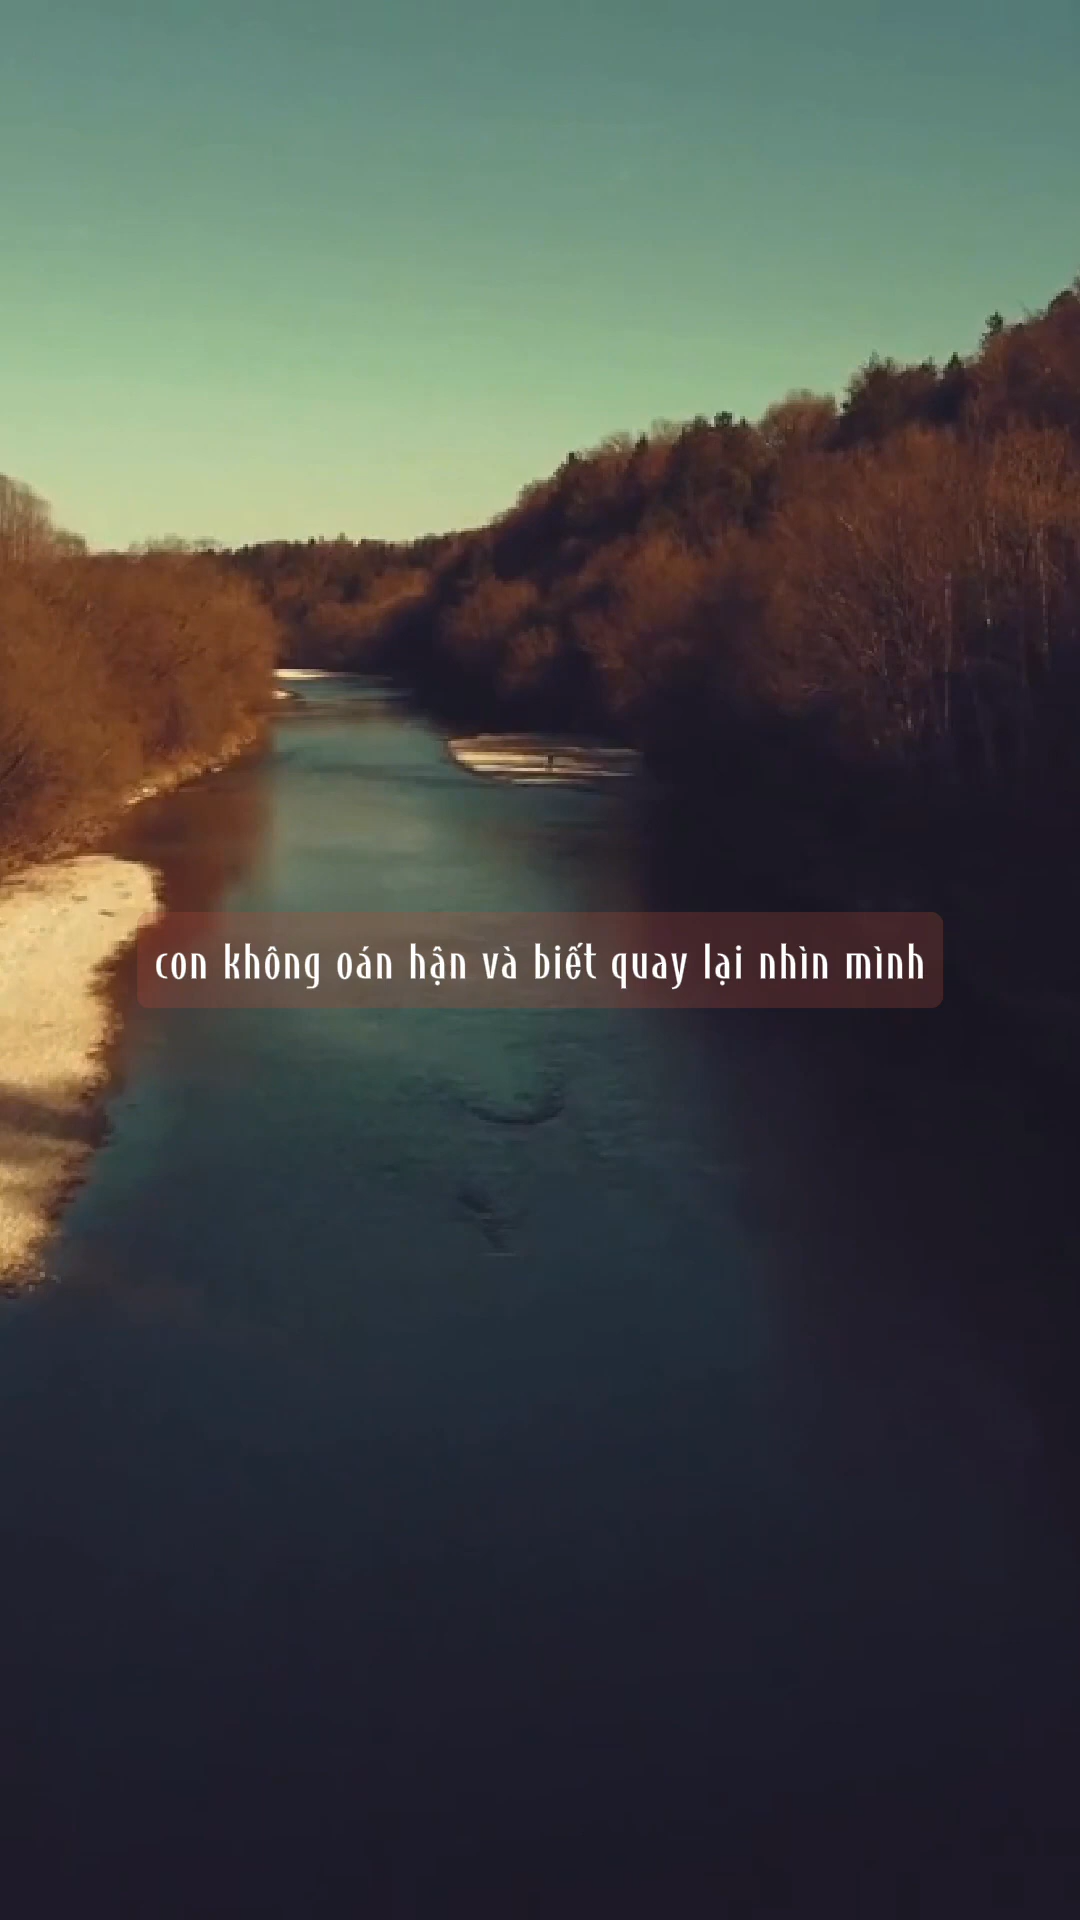 con không oán hận và biết quay lại nhìn mình